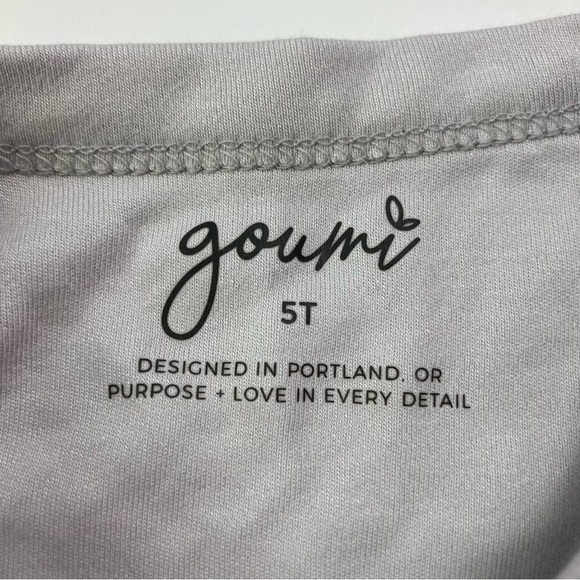 goumi
5T
DESIGNED IN PORTLAND, OR
PURPOSE + LOVE IN EVERY DETAIL